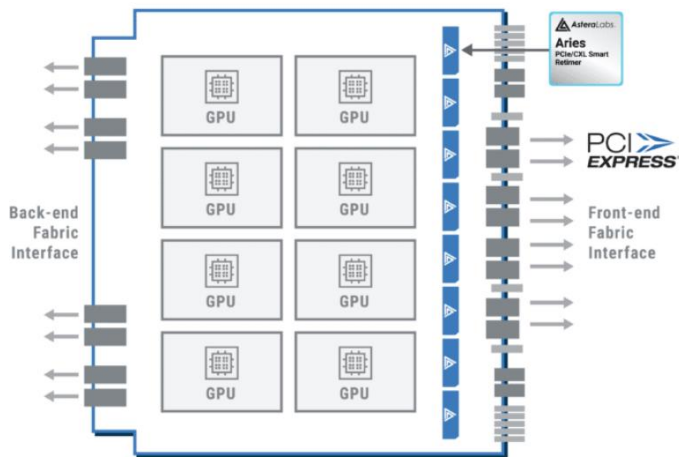 AsteraLabs
Aries
PCIe/CXL Smart
Retimer
GPU
GPU
PCI
EXPRESS®
GPU
GPU
Back-end
Fabric
Interface
Front-end
Fabric
Interface
GPU
GPU
GPU
GPU